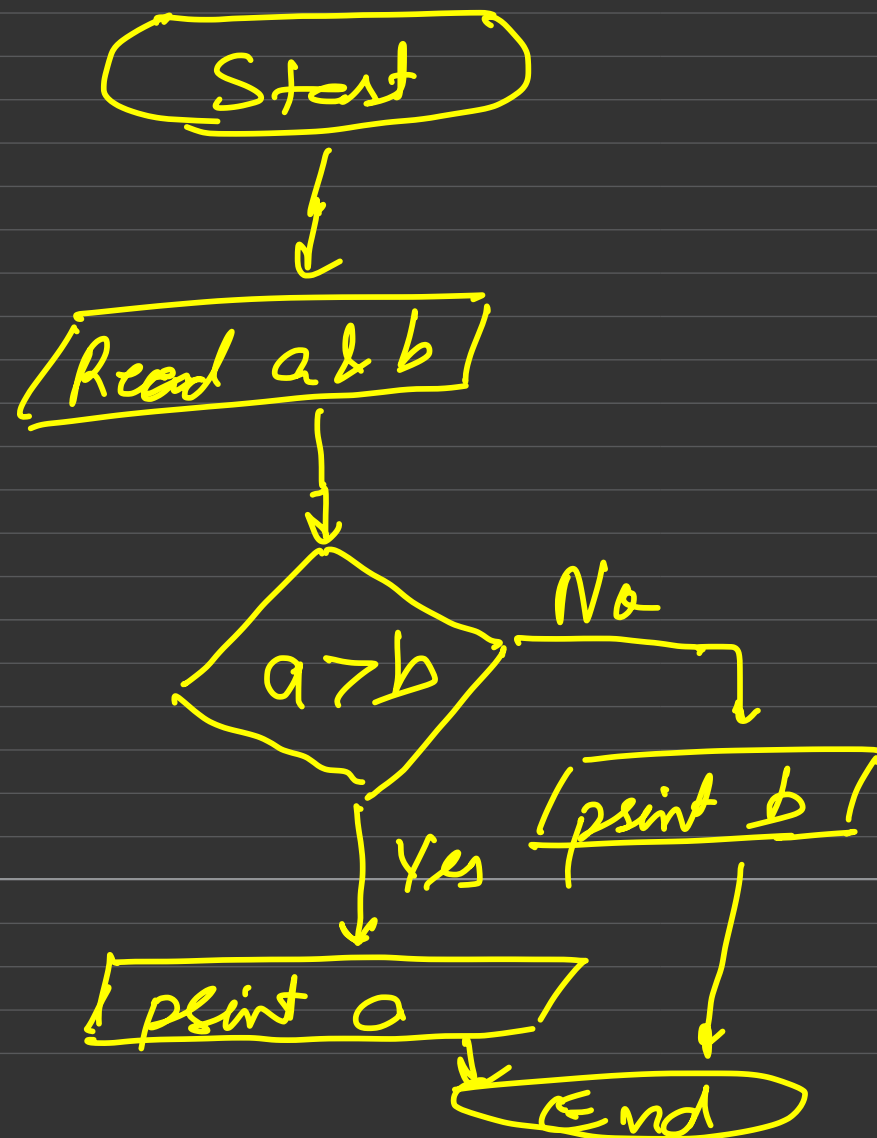 Start
Read a & b
a>b
No
print b
Yes
print a
End